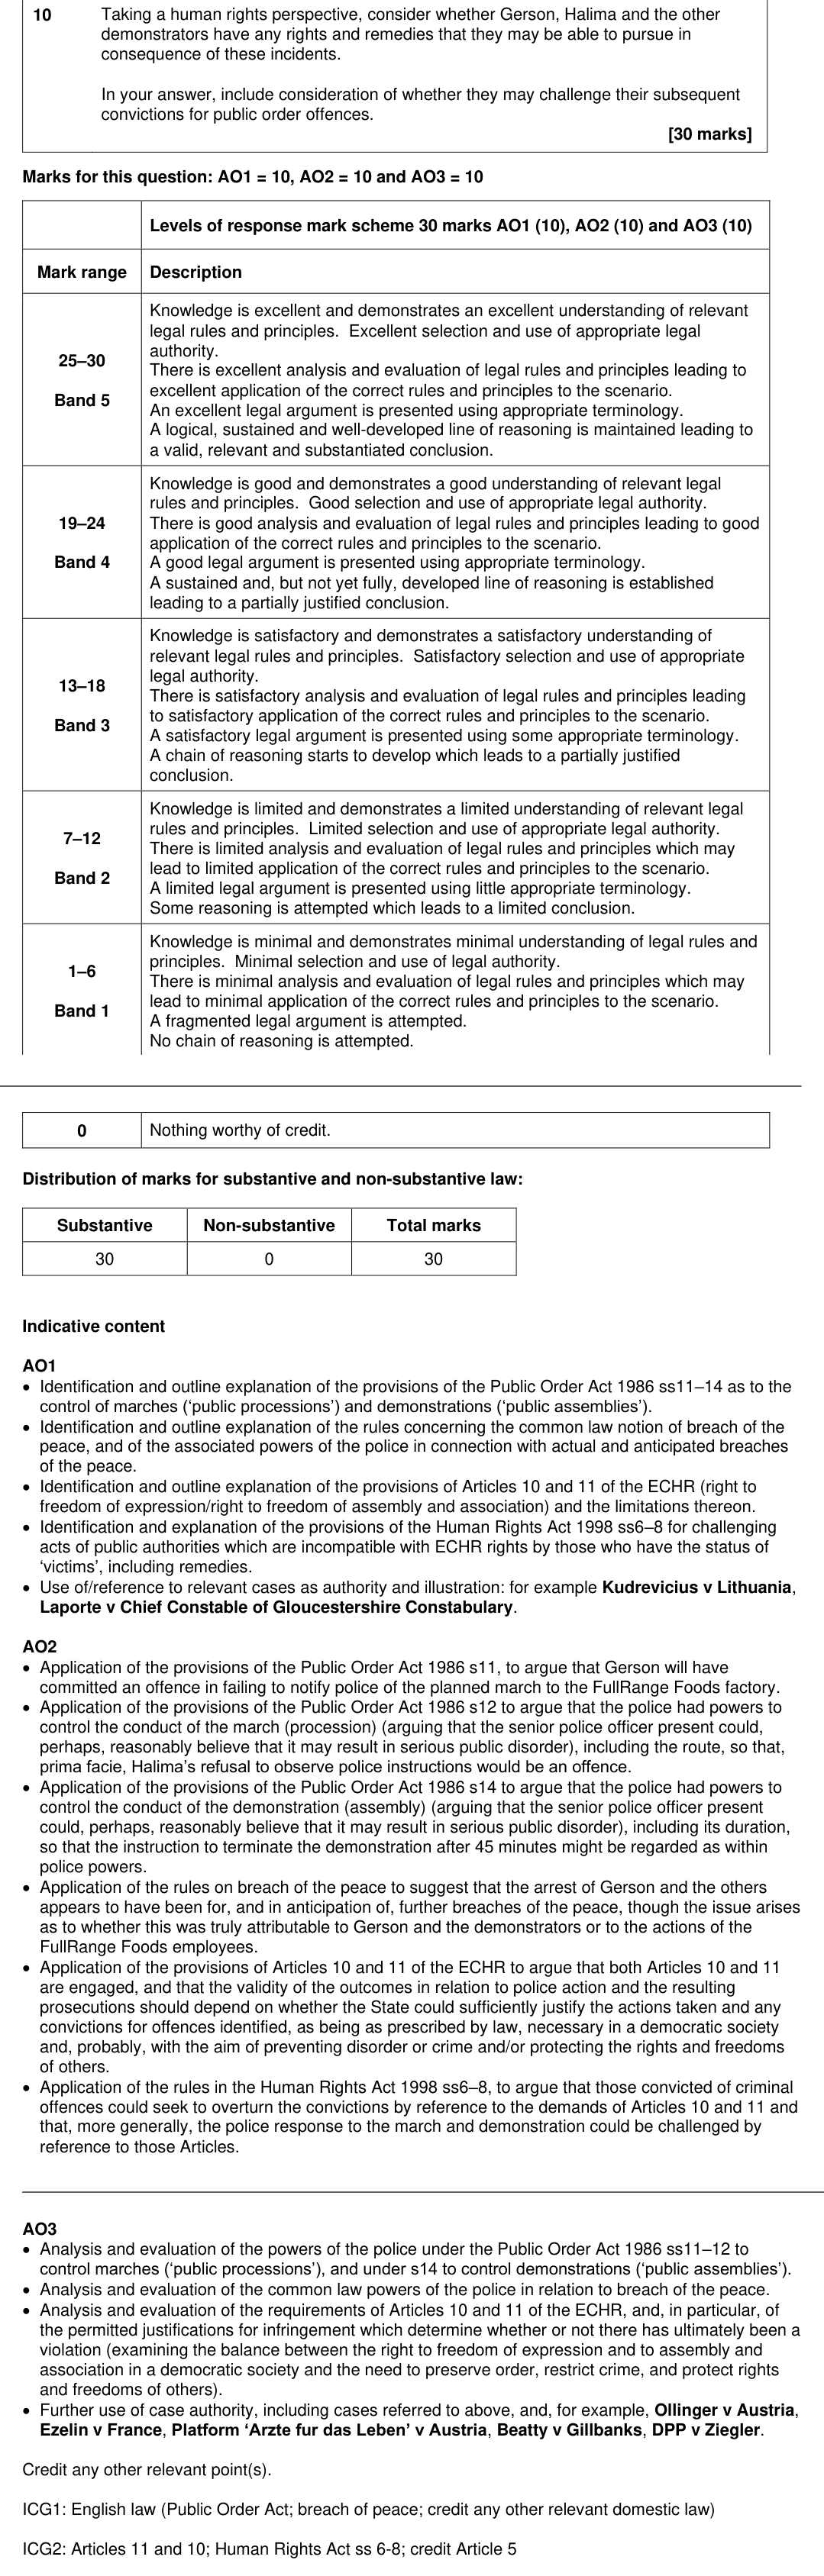 10 Taking a human rights perspective, consider whether Gerson, Halima and the other
demonstrators have any rights and remedies that they may be able to pursue in
consequence of these incidents.
In your answer, include consideration of whether they may challenge their subsequent
convictions for public order offences.
[30 marks]
Marks for this question: AO1 = 10, AO2 = 10 and AO3 = 10
Levels of response mark scheme 30 marks AO1 (10), AO2 (10) and AO3 (10)
Mark range Description
25–30
Band 5
Knowledge is excellent and demonstrates an excellent understanding of relevant
legal rules and principles. Excellent selection and use of appropriate legal
authority.
There is excellent analysis and evaluation of legal rules and principles leading to
excellent application of the correct rules and principles to the scenario.
An excellent legal argument is presented using appropriate terminology.
A logical, sustained and well-developed line of reasoning is maintained leading to
a valid, relevant and substantiated conclusion.
19–24
Band 4
Knowledge is good and demonstrates a good understanding of relevant legal
rules and principles. Good selection and use of appropriate legal authority.
There is good analysis and evaluation of legal rules and principles leading to good
application of the correct rules and principles to the scenario.
A good legal argument is presented using appropriate terminology.
A sustained and, but not yet fully, developed line of reasoning is established
leading to a partially justified conclusion.
13–18
Band 3
Knowledge is satisfactory and demonstrates a satisfactory understanding of
relevant legal rules and principles. Satisfactory selection and use of appropriate
legal authority.
There is satisfactory analysis and evaluation of legal rules and principles leading
to satisfactory application of the correct rules and principles to the scenario.
A satisfactory legal argument is presented using some appropriate terminology.
A chain of reasoning starts to develop which leads to a partially justified
conclusion.
7–12
Band 2
Knowledge is limited and demonstrates a limited understanding of relevant legal
rules and principles. Limited selection and use of appropriate legal authority.
There is limited analysis and evaluation of legal rules and principles which may
lead to limited application of the correct rules and principles to the scenario.
A limited legal argument is presented using little appropriate terminology.
Some reasoning is attempted which leads to a limited conclusion.
1–6
Band 1
Knowledge is minimal and demonstrates minimal understanding of legal rules and
principles. Minimal selection and use of legal authority.
There is minimal analysis and evaluation of legal rules and principles which may
lead to minimal application of the correct rules and principles to the scenario.
A fragmented legal argument is attempted.
No chain of reasoning is attempted.
0 Nothing worthy of credit.
Distribution of marks for substantive and non-substantive law:
Substantive Non-substantive Total marks
30 0 30
Indicative content
AO1
• Identification and outline explanation of the provisions of the Public Order Act 1986 ss11–14 as to the
control of marches (‘public processions’) and demonstrations (‘public assemblies’).
• Identification and outline explanation of the rules concerning the common law notion of breach of the
peace, and of the associated powers of the police in connection with actual and anticipated breaches
of the peace.
• Identification and outline explanation of the provisions of Articles 10 and 11 of the ECHR (right to
freedom of expression/right to freedom of assembly and association) and the limitations thereon.
• Identification and explanation of the provisions of the Human Rights Act 1998 ss6–8 for challenging
acts of public authorities which are incompatible with ECHR rights by those who have the status of
‘victims’, including remedies.
• Use of/reference to relevant cases as authority and illustration: for example Kudrevicius v Lithuania,
Laporte v Chief Constable of Gloucestershire Constabulary.
AO2
• Application of the provisions of the Public Order Act 1986 s11, to argue that Gerson will have
committed an offence in failing to notify police of the planned march to the FullRange Foods factory.
• Application of the provisions of the Public Order Act 1986 s12 to argue that the police had powers to
control the conduct of the march (procession) (arguing that the senior police officer present could,
perhaps, reasonably believe that it may result in serious public disorder), including the route, so that,
prima facie, Halima’s refusal to observe police instructions would be an offence.
• Application of the provisions of the Public Order Act 1986 s14 to argue that the police had powers to
control the conduct of the demonstration (assembly) (arguing that the senior police officer present
could, perhaps, reasonably believe that it may result in serious public disorder), including its duration,
so that the instruction to terminate the demonstration after 45 minutes might be regarded as within
police powers.
• Application of the rules on breach of the peace to suggest that the arrest of Gerson and the others
appears to have been for, and in anticipation of, further breaches of the peace, though the issue arises
as to whether this was truly attributable to Gerson and the demonstrators or to the actions of the
FullRange Foods employees.
• Application of the provisions of Articles 10 and 11 of the ECHR to argue that both Articles 10 and 11
are engaged, and that the validity of the outcomes in relation to police action and the resulting
prosecutions should depend on whether the State could sufficiently justify the actions taken and any
convictions for offences identified, as being as prescribed by law, necessary in a democratic society
and, probably, with the aim of preventing disorder or crime and/or protecting the rights and freedoms
of others.
• Application of the rules in the Human Rights Act 1998 ss6–8, to argue that those convicted of criminal
offences could seek to overturn the convictions by reference to the demands of Articles 10 and 11 and
that, more generally, the police response to the march and demonstration could be challenged by
reference to those Articles.
AO3
• Analysis and evaluation of the powers of the police under the Public Order Act 1986 ss11–12 to
control marches (‘public processions’), and under s14 to control demonstrations (‘public assemblies’).
• Analysis and evaluation of the common law powers of the police in relation to breach of the peace.
• Analysis and evaluation of the requirements of Articles 10 and 11 of the ECHR, and, in particular, of
the permitted justifications for infringement which determine whether or not there has ultimately been a
violation (examining the balance between the right to freedom of expression and to assembly and
association in a democratic society and the need to preserve order, restrict crime, and protect rights
and freedoms of others).
• Further use of case authority, including cases referred to above, and, for example, Ollinger v Austria,
Ezelin v France, Platform ‘Arzte fur das Leben’ v Austria, Beatty v Gillbanks, DPP v Ziegler.
Credit any other relevant point(s).
ICG1: English law (Public Order Act; breach of peace; credit any other relevant domestic law)
ICG2: Articles 11 and 10; Human Rights Act ss 6-8; credit Article 5